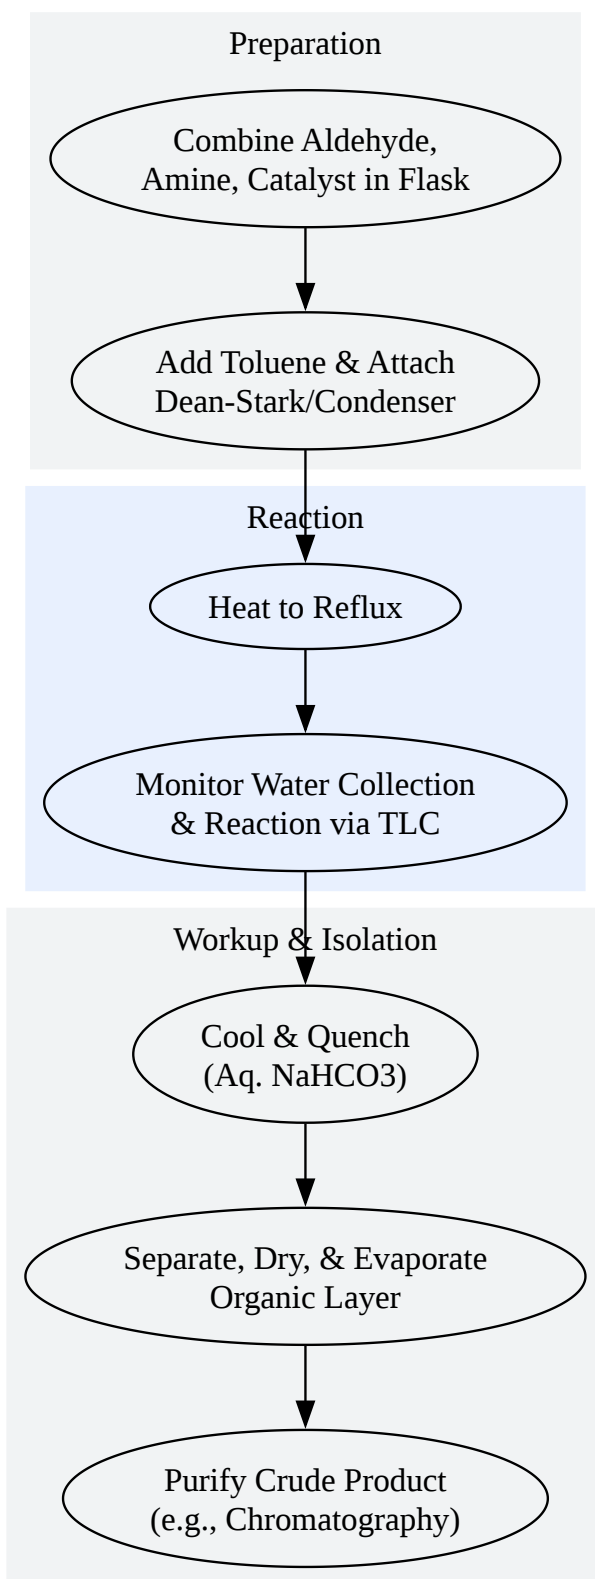 Preparation
Combine Aldehyde,
Amine, Catalyst in Flask
Add Toluene & Attach
Dean-Stark/Condenser
Reaction
Heat to Reflux
Monitor Water Collection
& Reaction via TLC
Workup & Isolation
Cool & Quench
(Aq. NaHCO3)
Separate, Dry, & Evaporate
Organic Layer
Purify Crude Product
(e.g., Chromatography)